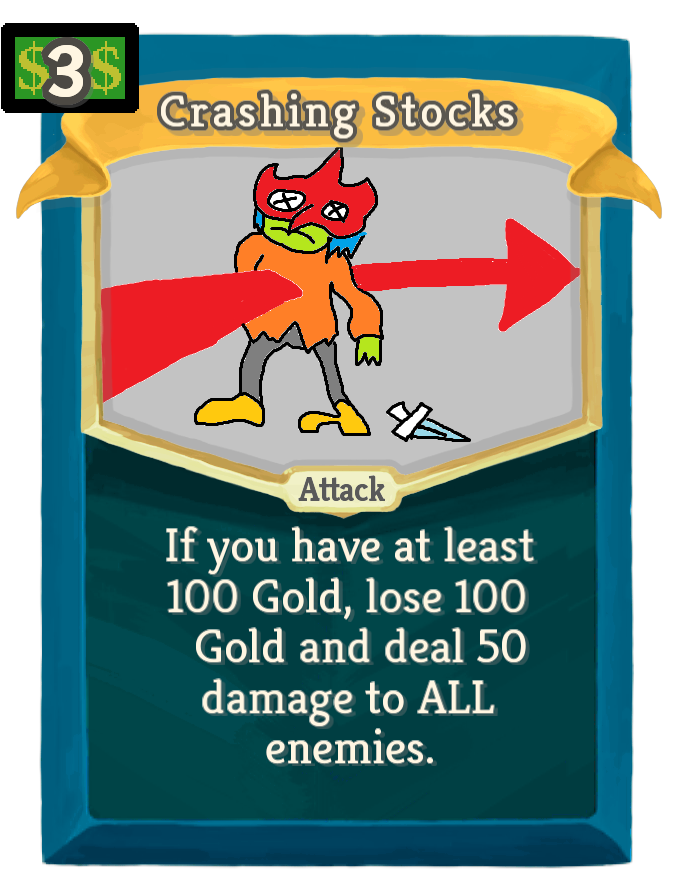 $3$
Crashing Stocks
Attack
If you have at least
100 Gold, lose 100
Gold and deal 50
damage to ALL
enemies.